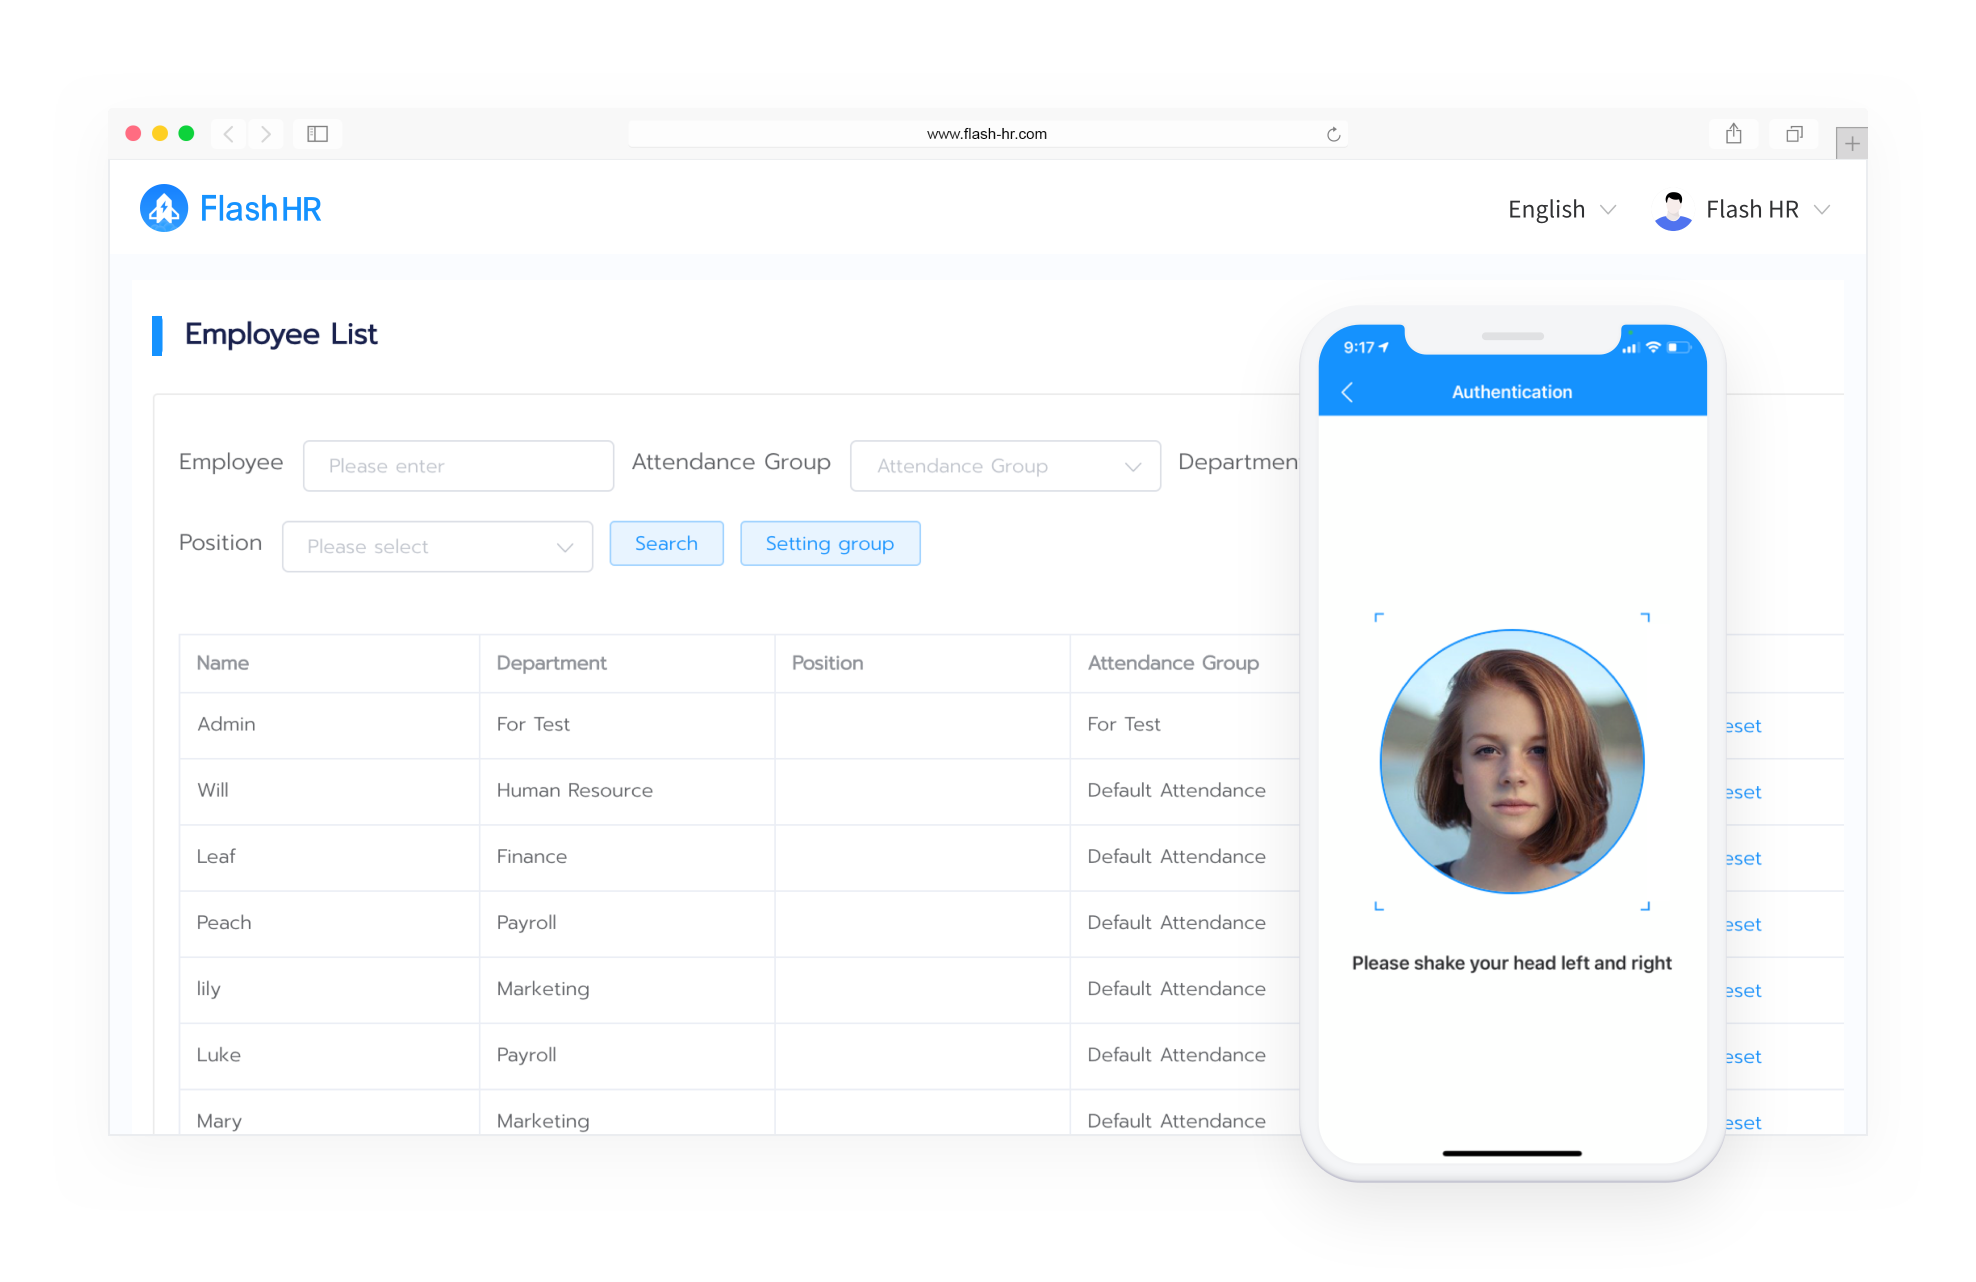 www.flash-hr.com
FlashHR
English
Flash HR
Employee List
Employee
Please enter
Attendance Group
Attendance Group
Departmen
Position
Please select
Search
Setting group
Name
Department
Position
Attendance Group
Admin
For Test
For Test
eset
Will
Human Resource
Default Attendance
eset
Leaf
Finance
Default Attendance
eset
Peach
Payroll
Default Attendance
eset
lily
Marketing
Default Attendance
eset
Luke
Payroll
Default Attendance
eset
Mary
Marketing
Default Attendance
eset
9:17
Authentication
Please shake your head left and right